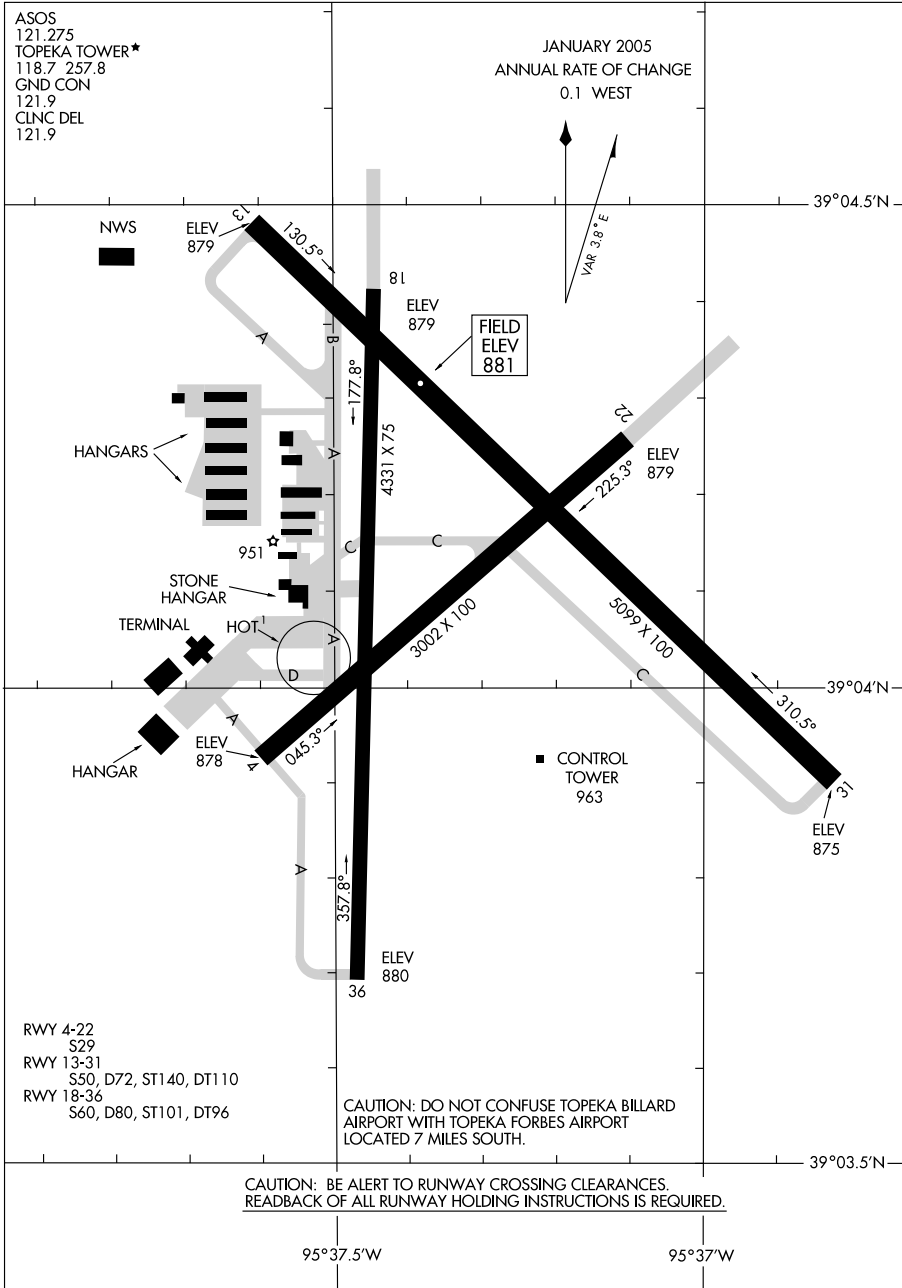 ASOS
121.275
TOPEKA TOWER★
118.7 257.8
GND CON
121.9
CLNC DEL
121.9
JANUARY 2005
ANNUAL RATE OF CHANGE
0.1 WEST
VAR 3.8° E
39°04.5'N
NWS
ELEV
879
13
130.5°
18
ELEV
879
FIELD
ELEV
881
A
B
177.8°
4331 X 75
A
22
ELEV
879
225.3°
HANGARS
951
C
C
STONE
HANGAR
TERMINAL
HOT1
A
D
3002 X 100
5099 X 100
C
39°04'N
310.5°
A
ELEV
878
4
045.3°
HANGAR
CONTROL
TOWER
963
31
ELEV
875
A
357.8°
ELEV
880
36
RWY 4-22
S29
RWY 13-31
S50, D72, ST140, DT110
RWY 18-36
S60, D80, ST101, DT96
CAUTION: DO NOT CONFUSE TOPEKA BILLARD
AIRPORT WITH TOPEKA FORBES AIRPORT
LOCATED 7 MILES SOUTH.
39°03.5'N
CAUTION: BE ALERT TO RUNWAY CROSSING CLEARANCES.
READBACK OF ALL RUNWAY HOLDING INSTRUCTIONS IS REQUIRED.
95°37.5'W
95°37'W